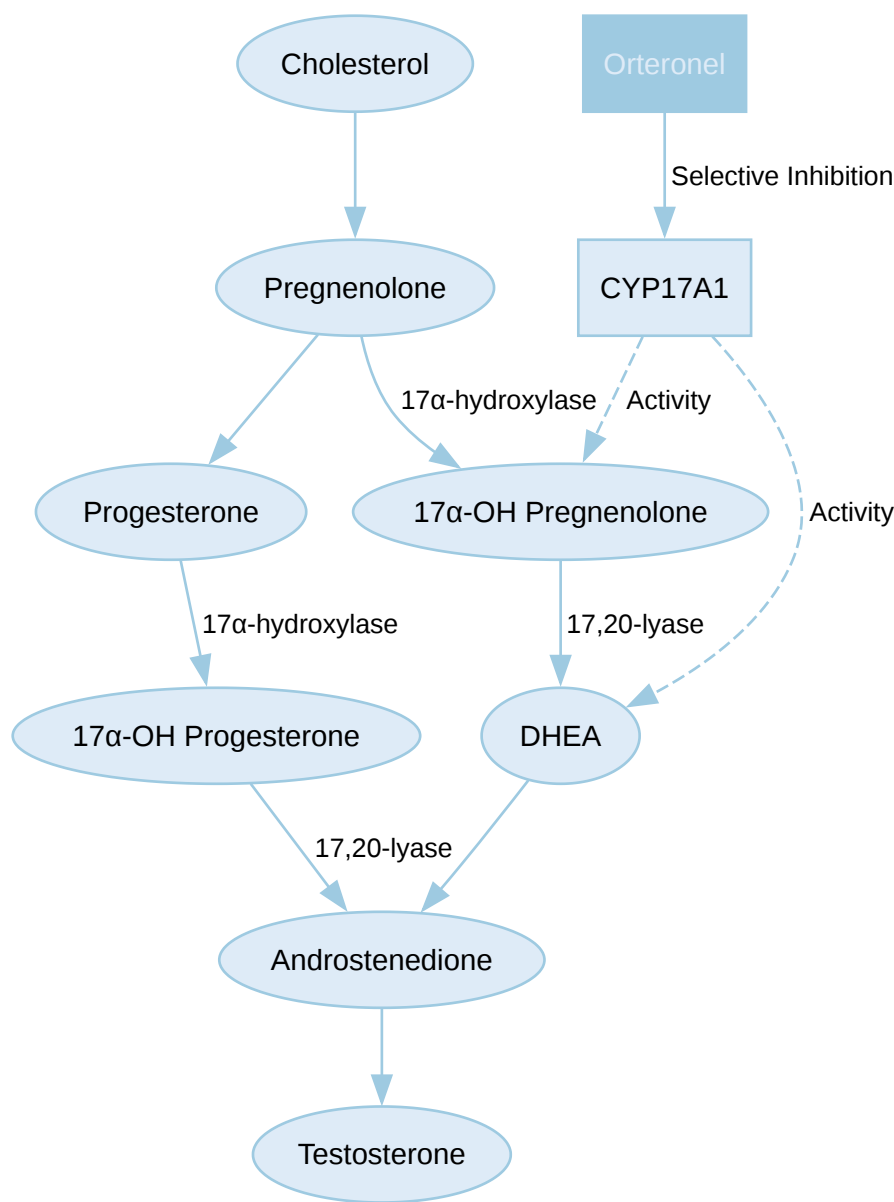 Cholesterol
Orteronel
Selective Inhibition
Pregnenolone
CYP17A1
17α-hydroxylase
Activity
Progesterone
17α-OH Pregnenolone
Activity
17α-hydroxylase
17,20-lyase
17α-OH Progesterone
DHEA
17,20-lyase
Androstenedione
Testosterone